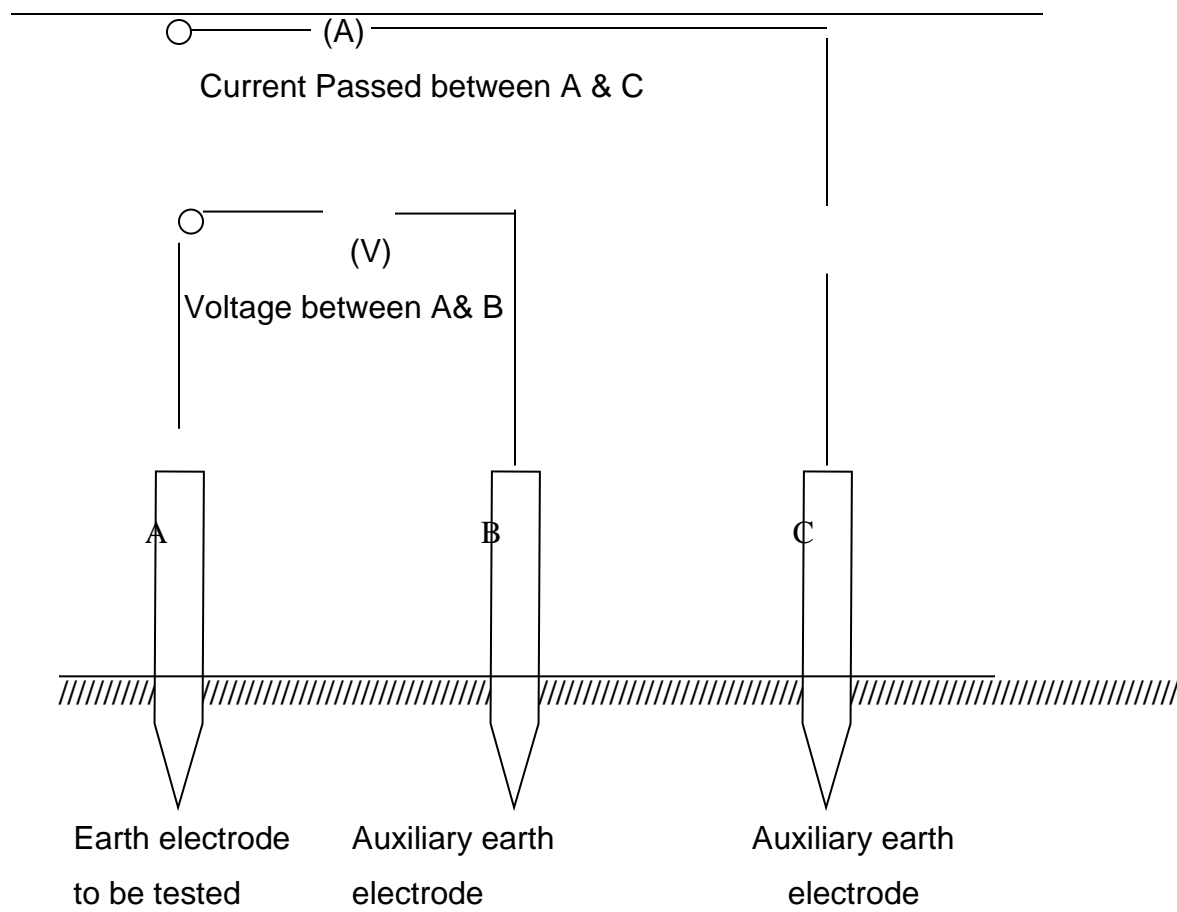 (A)
Current Passed between A & C
(V)
Voltage between A& B
A B C
Earth electrode Auxiliary earth Auxiliary earth
to be tested electrode electrode